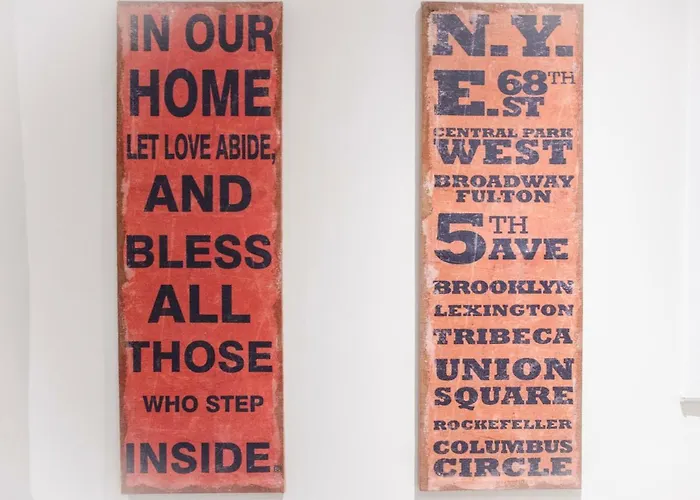 IN OUR
HOME
LET LOVE ABIDE,
AND
BLESS
ALL
THOSE
WHO STEP
INSIDE
N.Y.
E. 68TH
ST
CENTRAL PARK
WEST
BROADWAY
FULTON
5TH
AVE
BROOKLYN
LEXINGTON
TRIBECA
UNION
SQUARE
ROCKEFELLER
COLUMBUS
CIRCLE